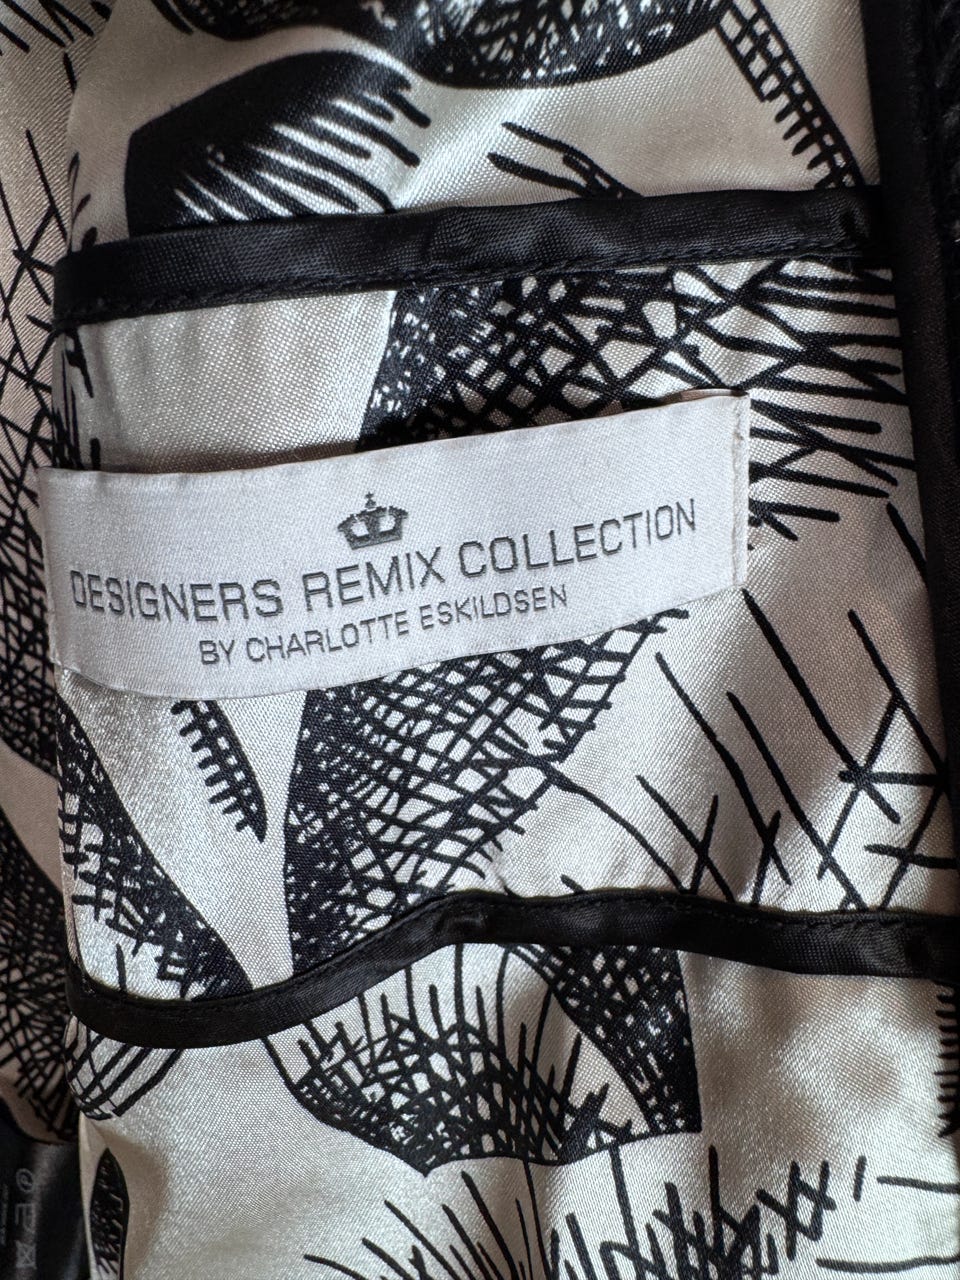 DESIGNERS REMIX COLLECTION
BY CHARLOTTE ESKILDSEN